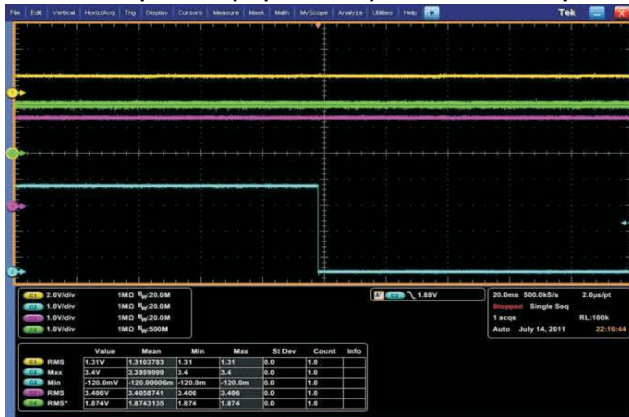 File Edit Vertical Horiz/Acq Trig Display Cursors Measure Mask Math MyScope Analyze Utilities Help Tek
C1 2.0V/div 1MΩ BW:20.0M
1.0V/div 1MΩ BW:20.0M
1.0V/div 1MΩ BW:20.0M
1.0V/div 1MΩ BW:500M
1.88V
20.0ms 500.0kS/s 2.0µs/pt
Stopped Single Seq
1 acqs RL:100k
Auto July 14, 2011 22:16:44
Value Mean Min Max St Dev Count Info
C1 RMS 1.31V 1.3103783 1.31 1.31 0.0 1.0
Max 3.4V 3.3999999 3.4 3.4 0.0 1.0
Min -120.0mV -120.00006m -120.0m -120.0m 0.0 1.0
RMS 3.406V 3.4058741 3.406 3.406 0.0 1.0
RMS* 1.874V 1.8743135 1.874 1.874 0.0 1.0